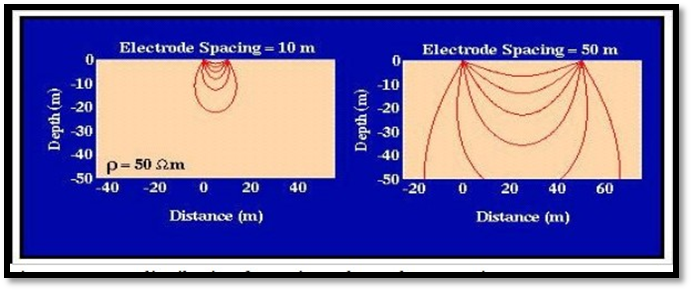 Electrode Spacing = 10 m
0
-10
-20
-30
-40
-50
Depth (m)
ρ = 50 Ωm
-40 -20 0 20 40
Distance (m)
Electrode Spacing = 50 m
0
-10
-20
-30
-40
-50
Depth (m)
-20 0 20 40 60
Distance (m)